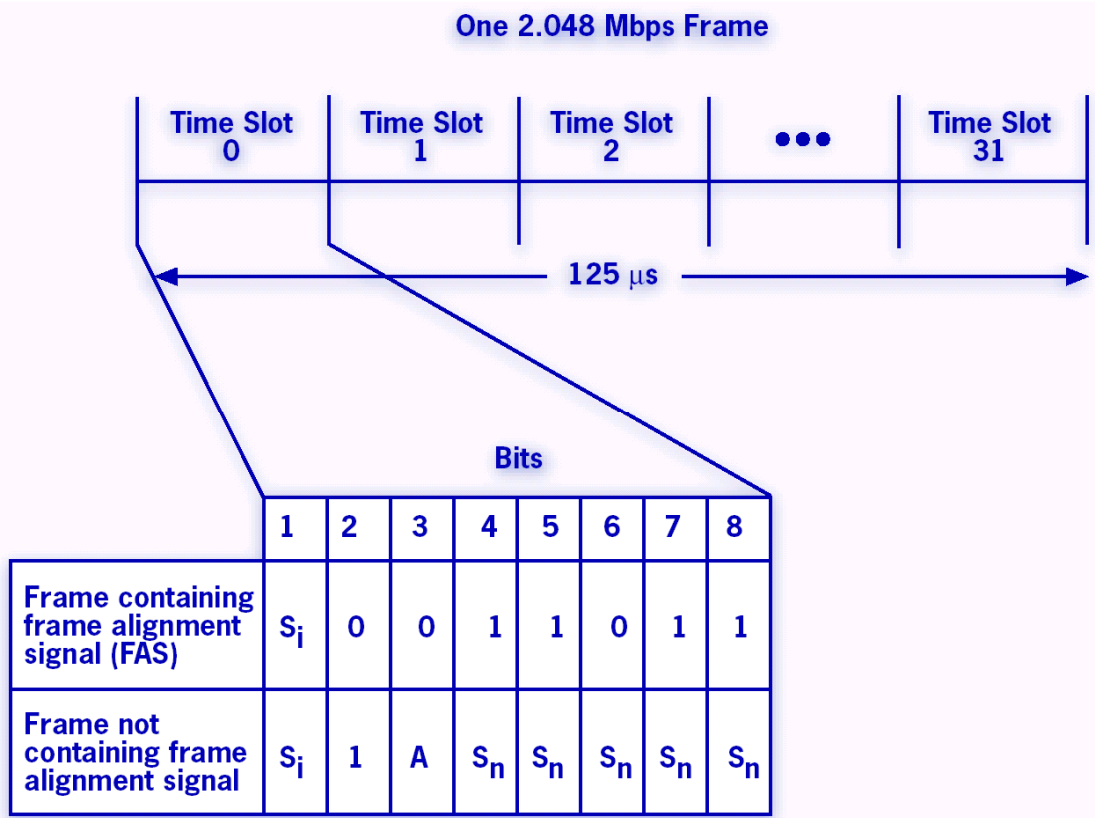 One 2.048 Mbps Frame
Time Slot 0
Time Slot 1
Time Slot 2
•••
Time Slot 31
125 μs
Bits
1 2 3 4 5 6 7 8
Frame containing
frame alignment
signal (FAS)
Si 0 0 1 1 0 1 1
Frame not
containing frame
alignment signal
Si 1 A Sn Sn Sn Sn Sn